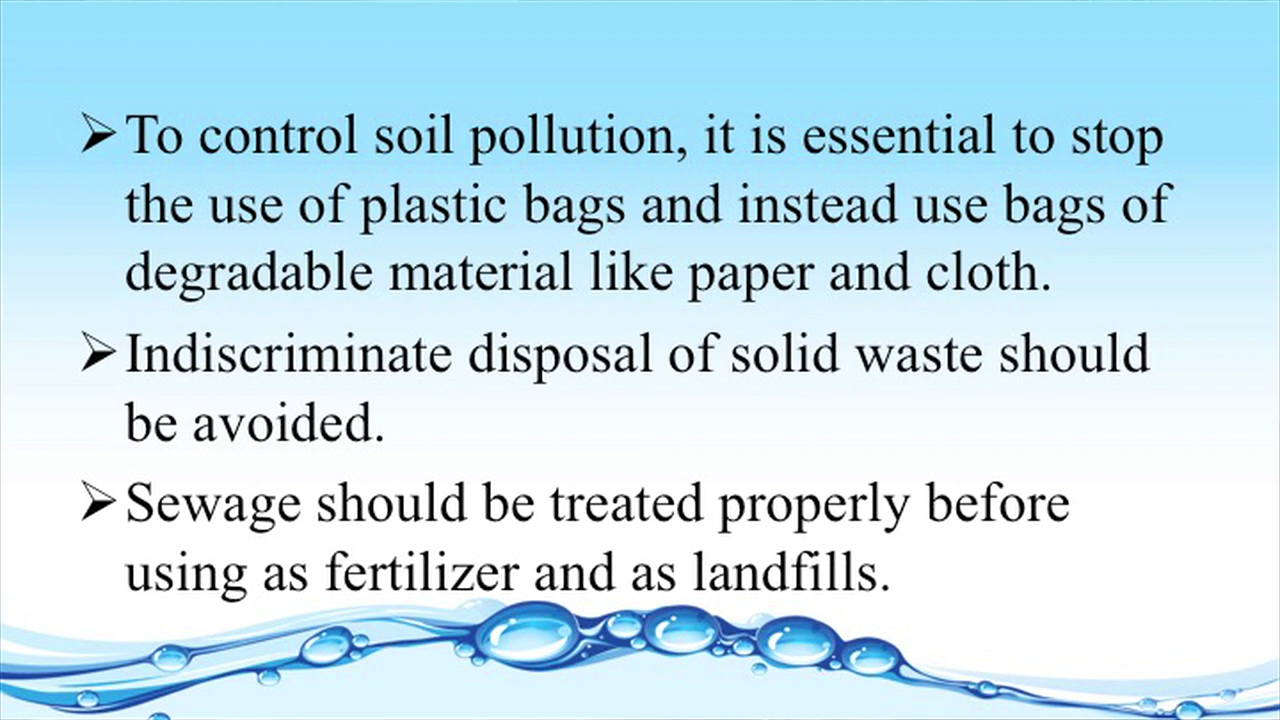 ➢To control soil pollution, it is essential to stop
the use of plastic bags and instead use bags of
degradable material like paper and cloth.
➢Indiscriminate disposal of solid waste should
be avoided.
➢Sewage should be treated properly before
using as fertilizer and as landfills.